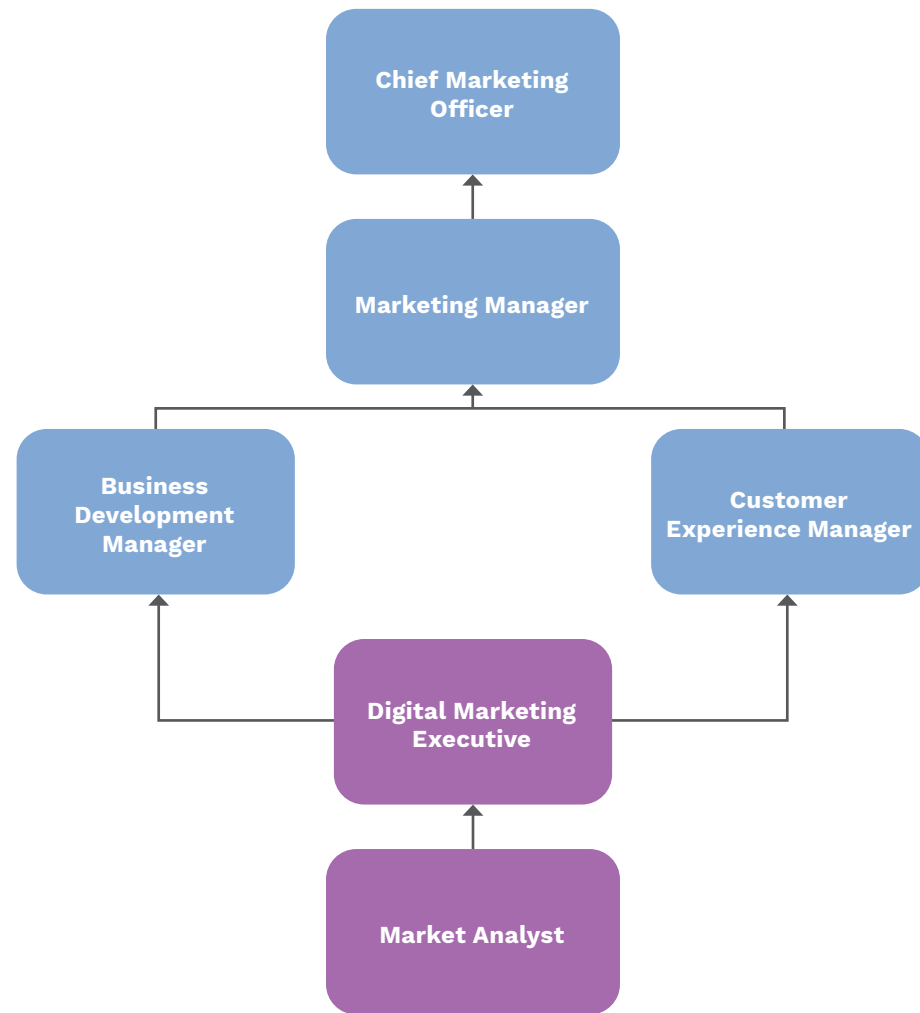 Chief Marketing
Officer
Marketing Manager
Business
Development
Manager
Customer
Experience Manager
Digital Marketing
Executive
Market Analyst